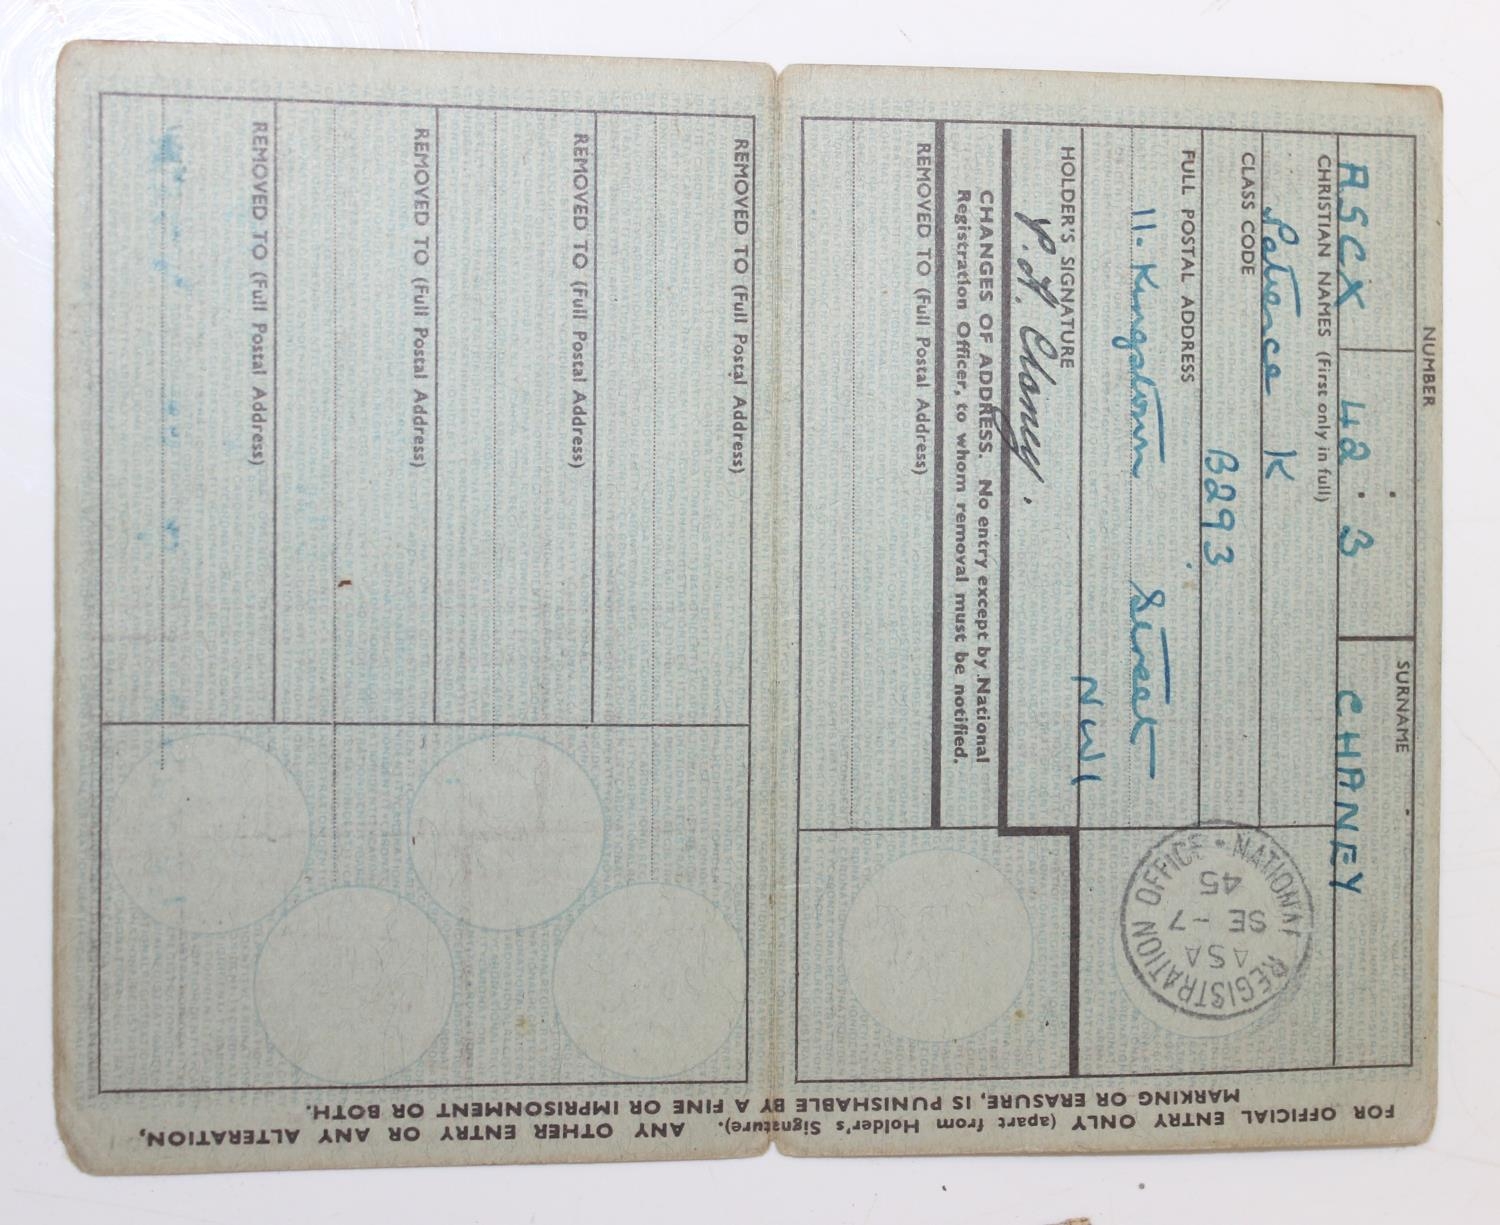 NUMBER
SURNAME
ASCX 42·3 CHANEY
CHRISTIAN NAMES (First only in full)
Patience K
CLASS CODE
B293
FULL POSTAL ADDRESS
11. Kingstown Street
NW1
HOLDER'S SIGNATURE
P. K. Chaney.
CHANGES OF ADDRESS. No entry except by National
Registration Officer, to whom removal must be notified.
REMOVED TO (Full Postal Address)
NATIONAL REGISTRATION OFFICE
ASA
SE -7
45
REMOVED TO (Full Postal Address)
REMOVED TO (Full Postal Address)
REMOVED TO (Full Postal Address)
REMOVED TO (Full Postal Address)
FOR OFFICIAL ENTRY ONLY (apart from Holder's Signature). ANY OTHER ENTRY OR ANY ALTERATION,
MARKING OR ERASURE, IS PUNISHABLE BY A FINE OR IMPRISONMENT OR BOTH.